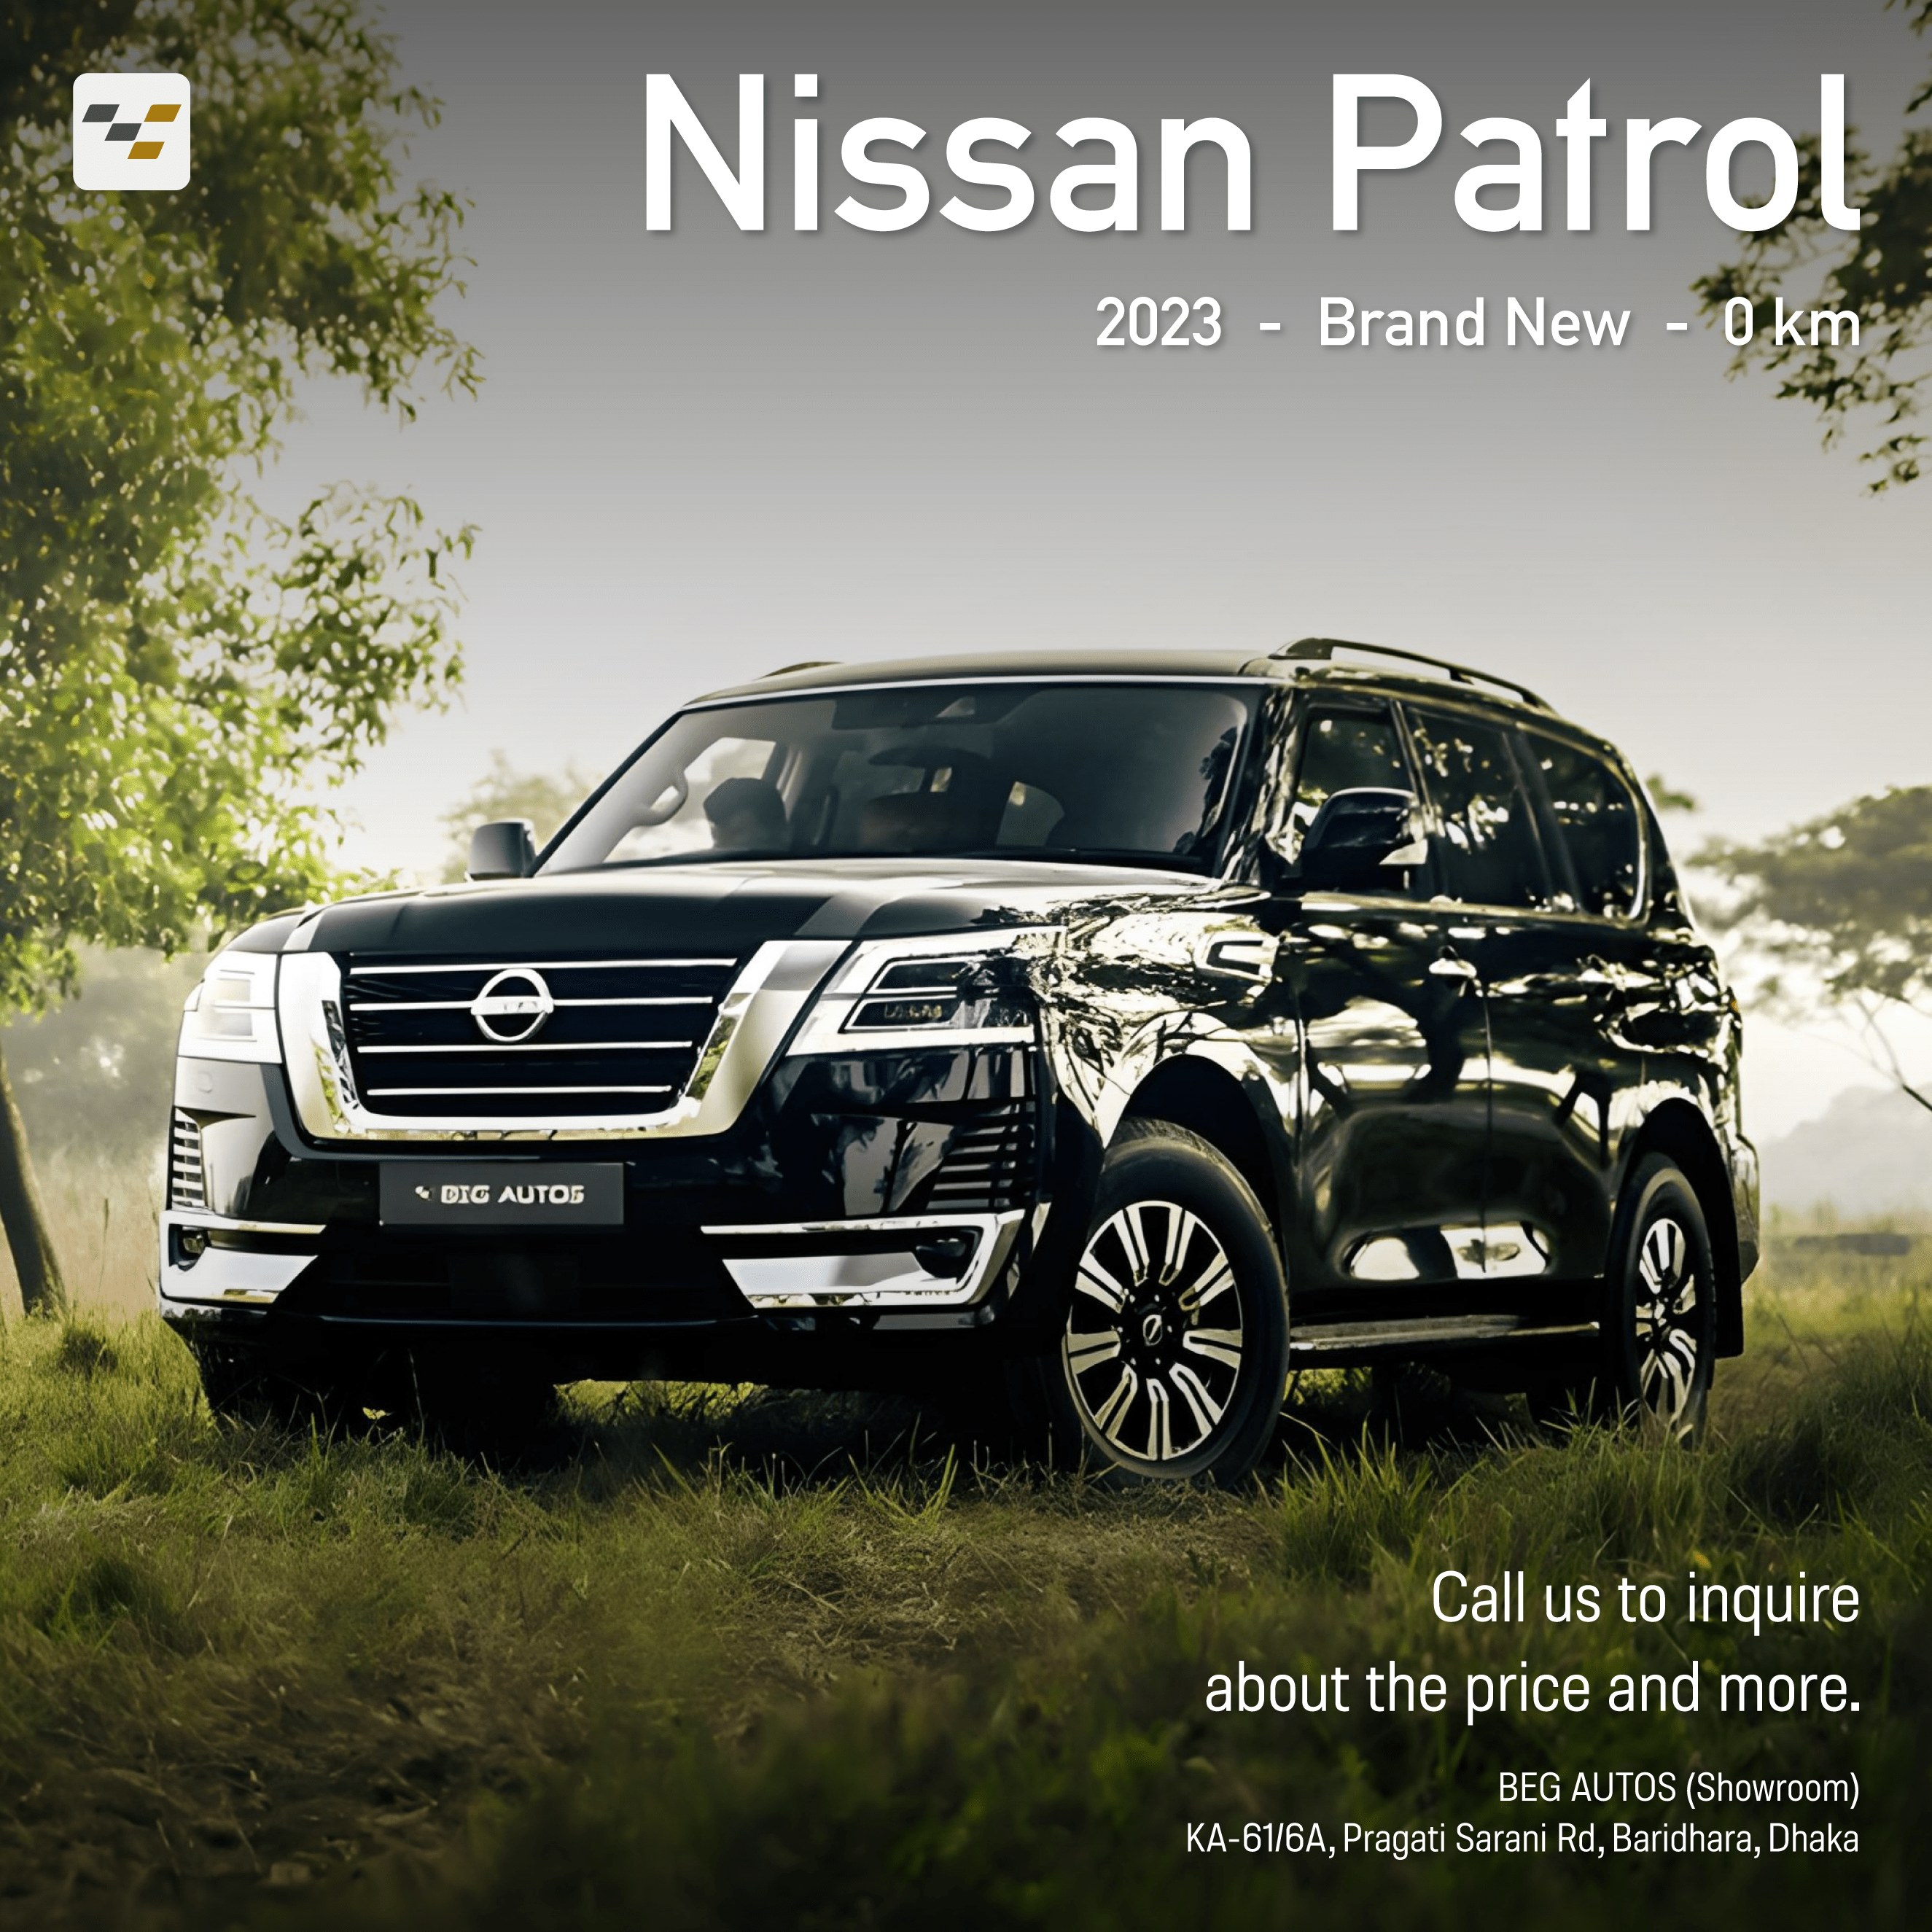 Nissan Patrol
2023 - Brand New - 0 km
BIG AUTOS
Call us to inquire
about the price and more.
BEG AUTOS (Showroom)
KA-61/6A, Pragati Sarani Rd, Baridhara, Dhaka